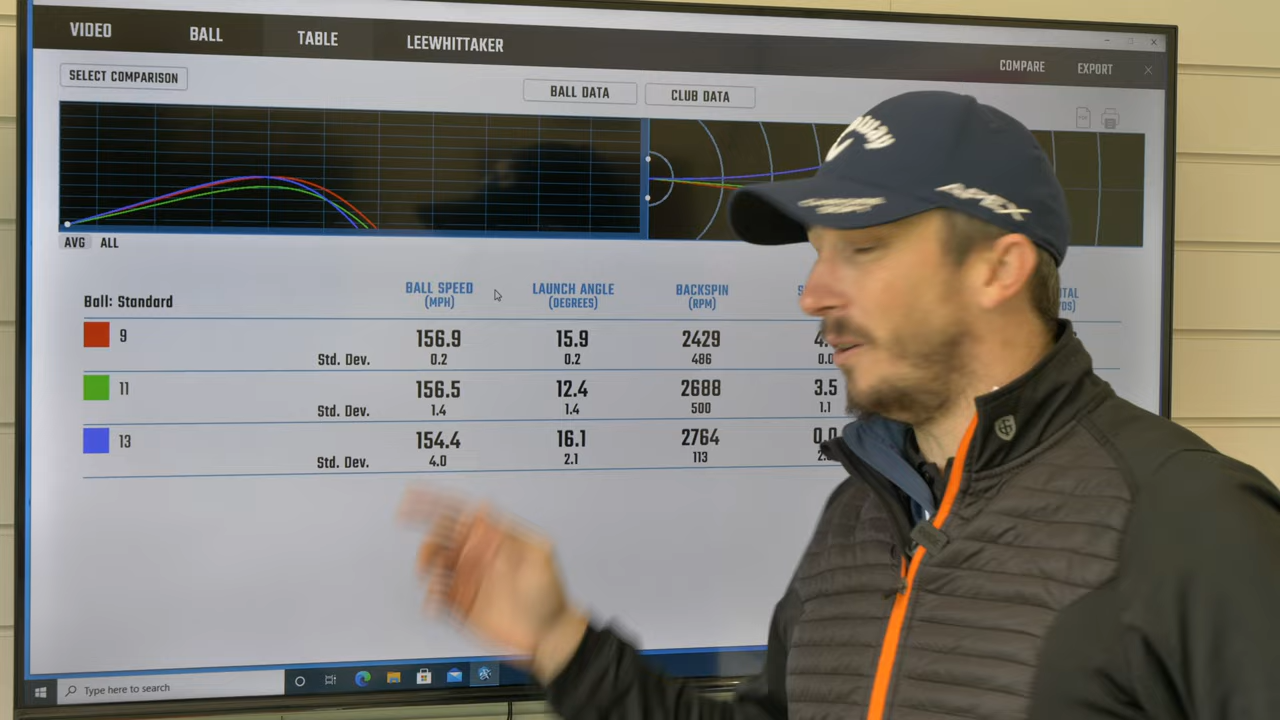 VIDEO BALL TABLE LEEWHITTAKER
COMPARE EXPORT
SELECT COMPARISON
BALL DATA CLUB DATA
AVG ALL
Ball: Standard
BALL SPEED LAUNCH ANGLE BACKSPIN
(MPH) (DEGREES) (RPM)
9 156.9 15.9 2429
Std. Dev. 0.2 0.2 486
11 156.5 12.4 2688 3.5
Std. Dev. 1.4 1.4 500 1.1
13 154.4 16.1 2764 0.0
Std. Dev. 4.0 2.1 113
Type here to search
APEX